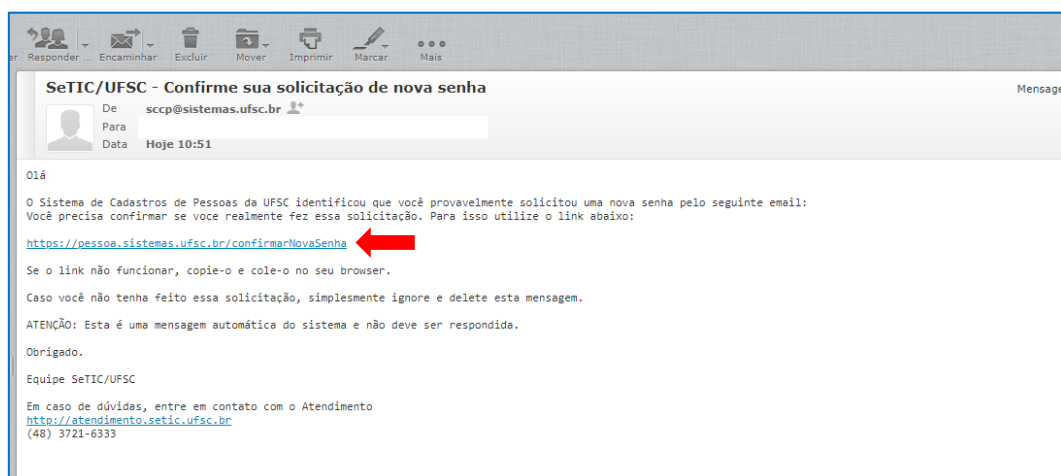 er Responder ... Encaminhar Excluir Mover Imprimir Marcar Mais
SeTIC/UFSC - Confirme sua solicitação de nova senha
Mensage
De sccp@sistemas.ufsc.br
Para
Data Hoje 10:51
Olá
O Sistema de Cadastros de Pessoas da UFSC identificou que você provavelmente solicitou uma nova senha pelo seguinte email:
Você precisa confirmar se voce realmente fez essa solicitação. Para isso utilize o link abaixo:
https://pessoa.sistemas.ufsc.br/confirmarNovaSenha
Se o link não funcionar, copie-o e cole-o no seu browser.
Caso você não tenha feito essa solicitação, simplesmente ignore e delete esta mensagem.
ATENÇÃO: Esta é uma mensagem automática do sistema e não deve ser respondida.
Obrigado.
Equipe SeTIC/UFSC
Em caso de dúvidas, entre em contato com o Atendimento
http://atendimento.setic.ufsc.br
(48) 3721-6333